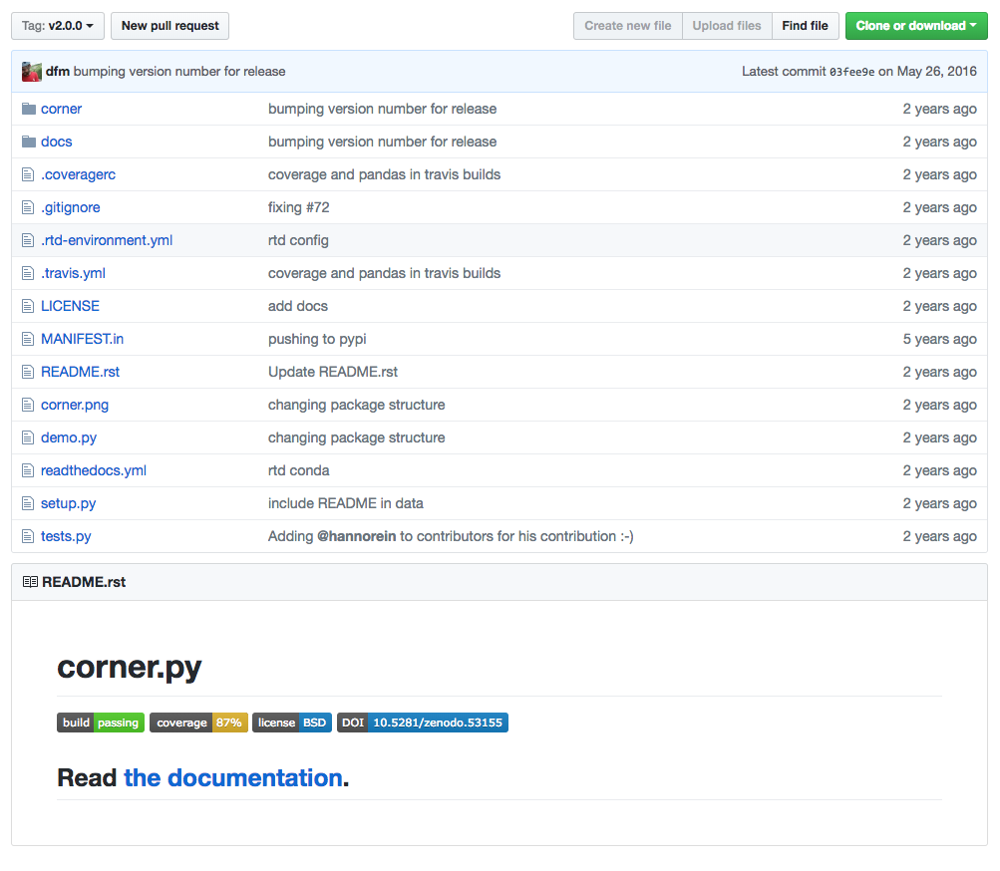 Tag: v2.0.0 New pull request Create new file Upload files Find file Clone or download
dfm bumping version number for release Latest commit 03fee9e on May 26, 2016
corner bumping version number for release 2 years ago
docs bumping version number for release 2 years ago
.coveragerc coverage and pandas in travis builds 2 years ago
.gitignore fixing #72 2 years ago
.rtd-environment.yml rtd config 2 years ago
.travis.yml coverage and pandas in travis builds 2 years ago
LICENSE add docs 2 years ago
MANIFEST.in pushing to pypi 5 years ago
README.rst Update README.rst 2 years ago
corner.png changing package structure 2 years ago
demo.py changing package structure 2 years ago
readthedocs.yml rtd conda 2 years ago
setup.py include README in data 2 years ago
tests.py Adding @hannorein to contributors for his contribution :-) 2 years ago
README.rst
corner.py
build passing coverage 87% license BSD DOI 10.5281/zenodo.53155
Read the documentation.